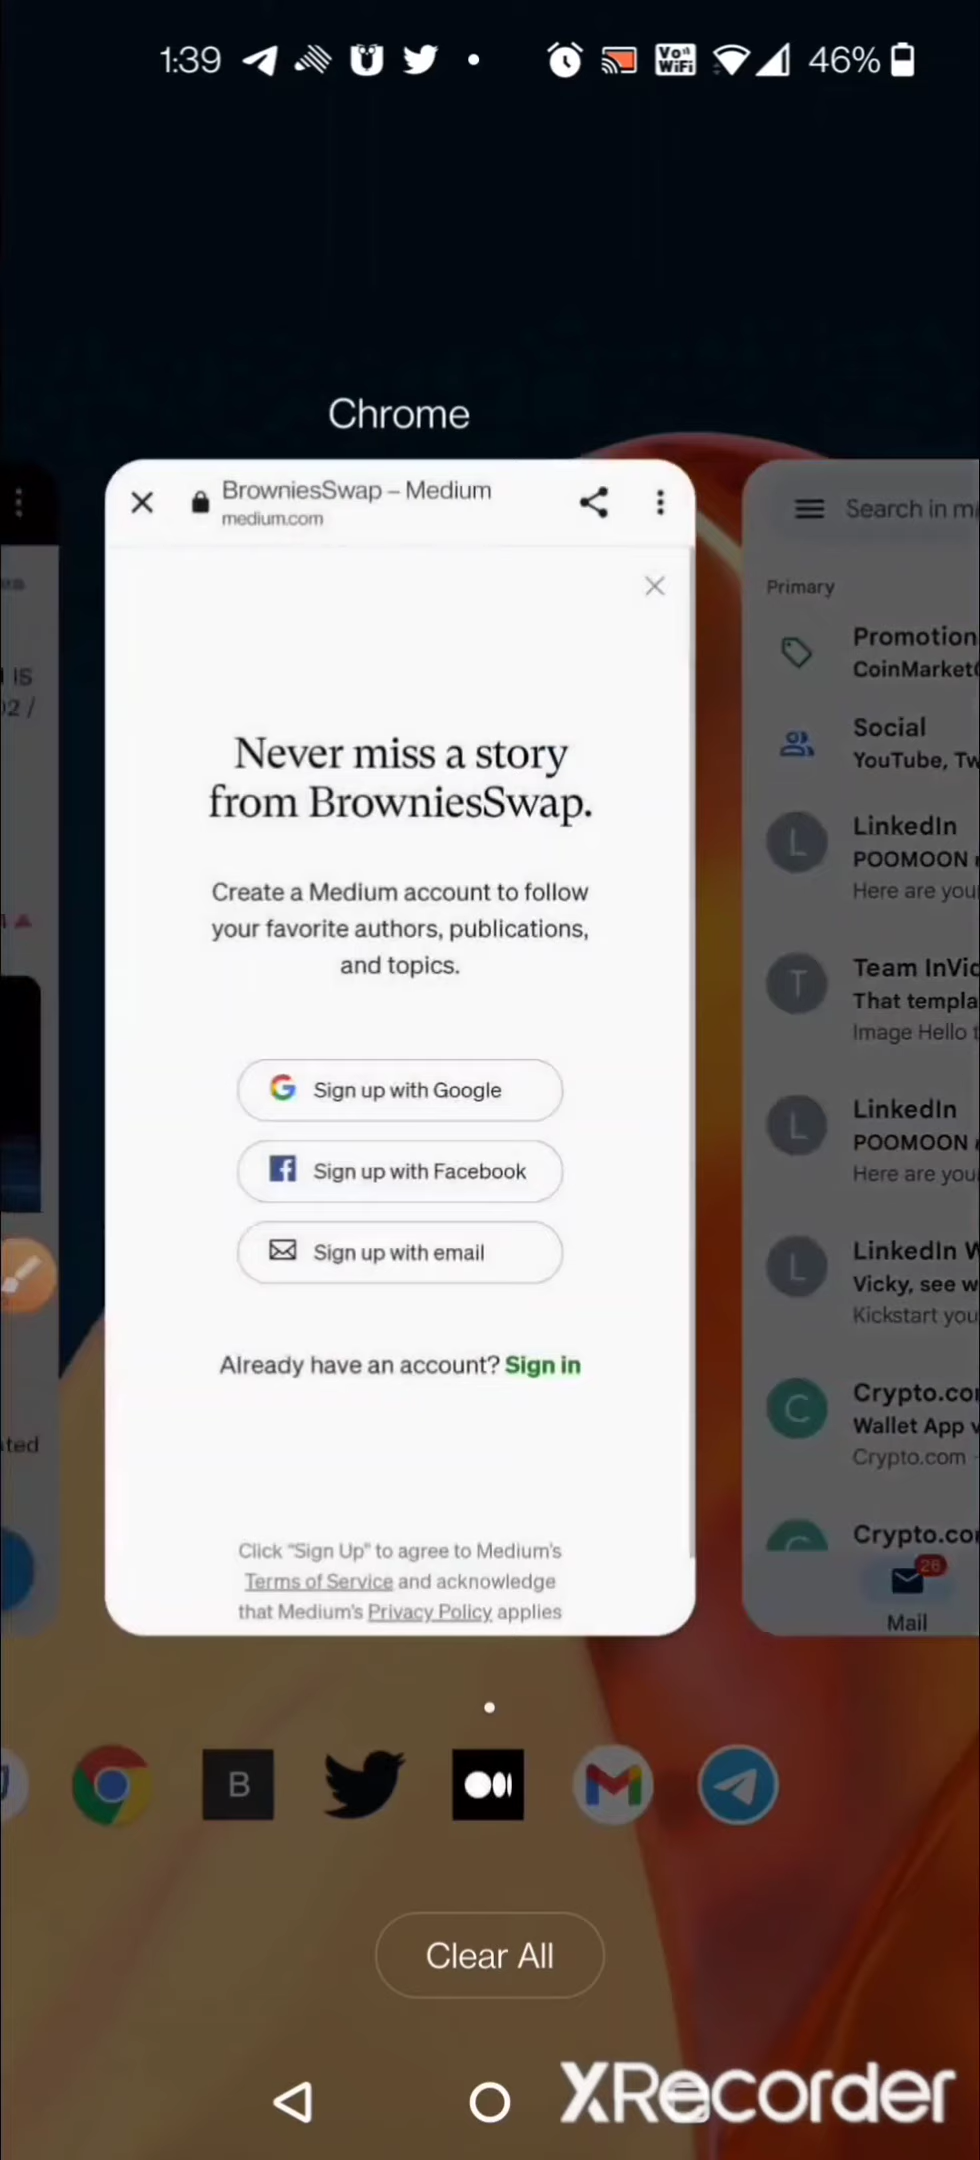 1:39
Vo
WiFi
46%
Chrome
BrowniesSwap – Medium
medium.com
Never miss a story
from BrowniesSwap.
Create a Medium account to follow
your favorite authors, publications,
and topics.
Sign up with Google
Sign up with Facebook
Sign up with email
Already have an account? Sign in
Click "Sign Up" to agree to Medium's
Terms of Service and acknowledge
that Medium's Privacy Policy applies
IS
02 /
Search in
Primary
Promotion
CoinMarket
Social
YouTube, Tw
L
LinkedIn
POOMOON
Here are you
T
Team InVid
That templa
Image Hello t
L
LinkedIn
POOMOON
Here are you
L
LinkedIn W
Vicky, see w
Kickstart you
C
Crypto.co
Wallet App
Crypto.com
Crypto.co
26
Mail
B
Clear All
XRecorder